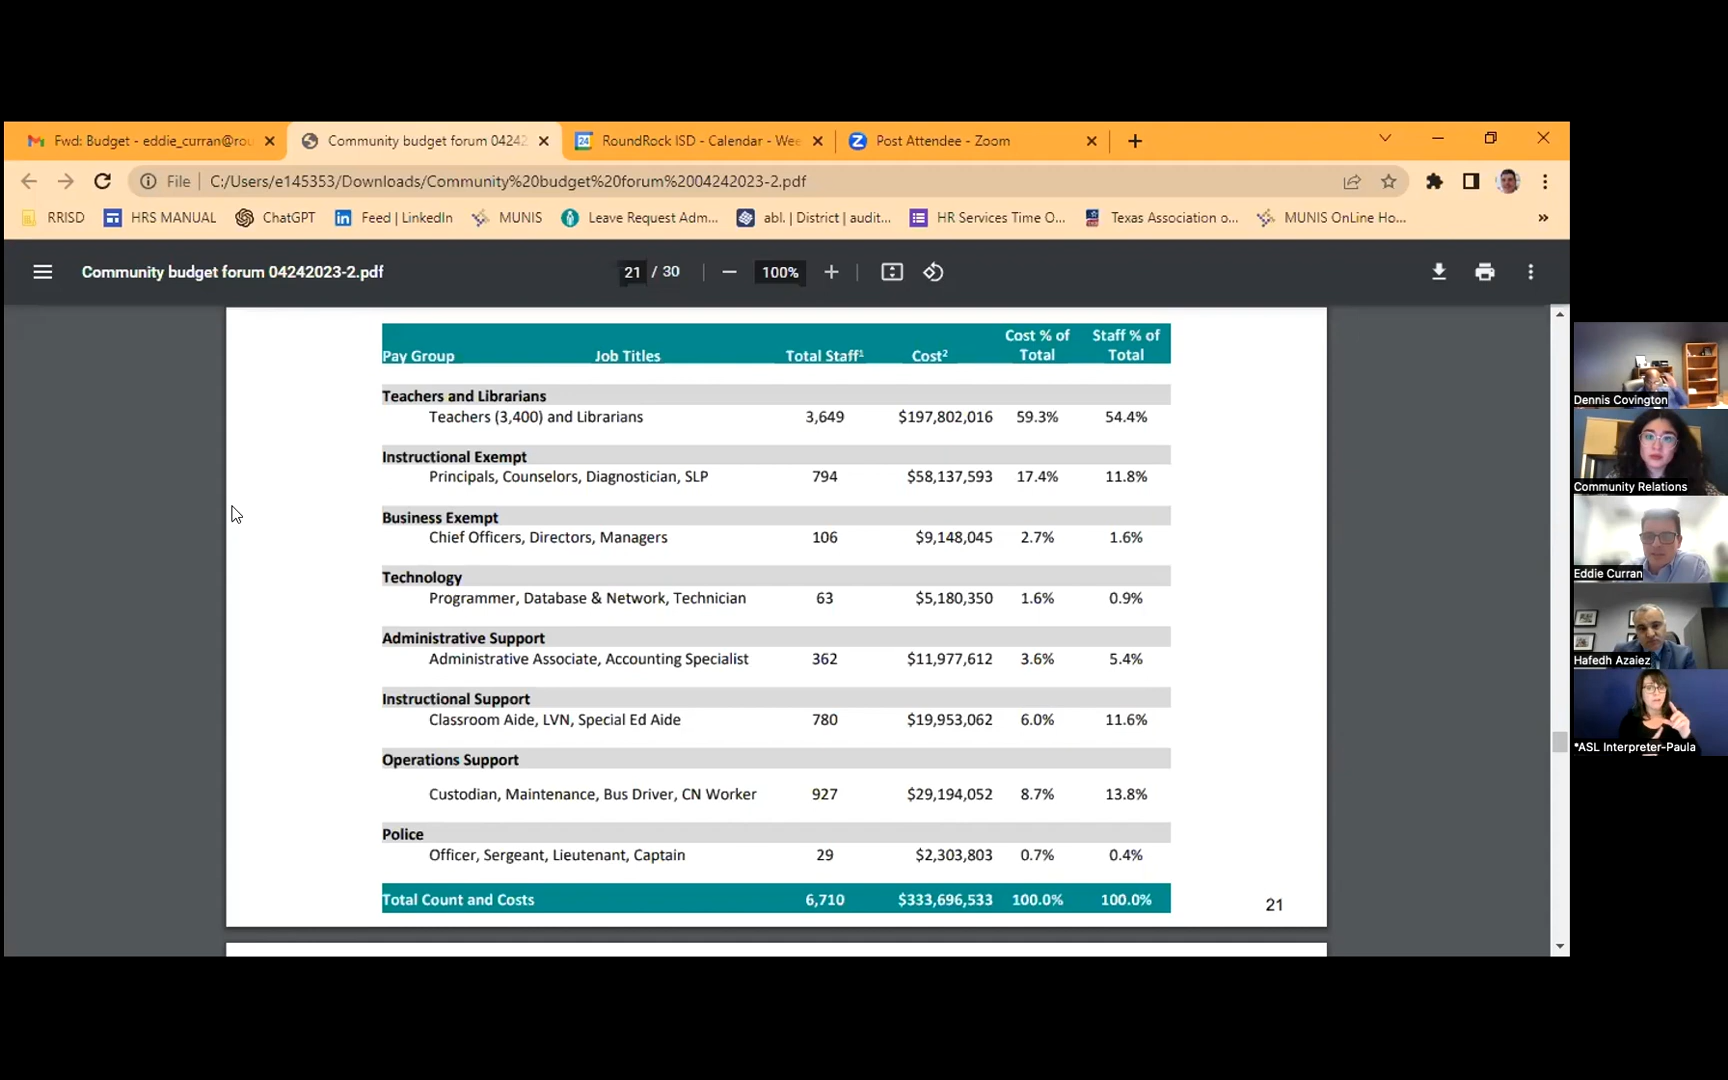 Fwd: Budget - eddie_curran@rou
Community budget forum 04242
24 RoundRock ISD - Calendar - Wee
Post Attendee - Zoom
File C:/Users/e145353/Downloads/Community%20budget%20forum%2004242023-2.pdf
RRISD HRS MANUAL ChatGPT Feed | LinkedIn MUNIS Leave Request Adm... abl. | District | audit... HR Services Time O... Texas Association o... MUNIS OnLine Ho... »
Community budget forum 04242023-2.pdf 21 / 30 100%
Cost % of Staff % of
Pay Group Job Titles Total Staff¹ Cost² Total Total
Teachers and Librarians
Teachers (3,400) and Librarians 3,649 $197,802,016 59.3% 54.4%
Instructional Exempt
Principals, Counselors, Diagnostician, SLP 794 $58,137,593 17.4% 11.8%
Business Exempt
Chief Officers, Directors, Managers 106 $9,148,045 2.7% 1.6%
Technology
Programmer, Database & Network, Technician 63 $5,180,350 1.6% 0.9%
Administrative Support
Administrative Associate, Accounting Specialist 362 $11,977,612 3.6% 5.4%
Instructional Support
Classroom Aide, LVN, Special Ed Aide 780 $19,953,062 6.0% 11.6%
Operations Support
Custodian, Maintenance, Bus Driver, CN Worker 927 $29,194,052 8.7% 13.8%
Police
Officer, Sergeant, Lieutenant, Captain 29 $2,303,803 0.7% 0.4%
Total Count and Costs 6,710 $333,696,533 100.0% 100.0%
21
Dennis Covington
Community Relations
Eddie Curran
Hafedh Azaiez
*ASL Interpreter-Paula